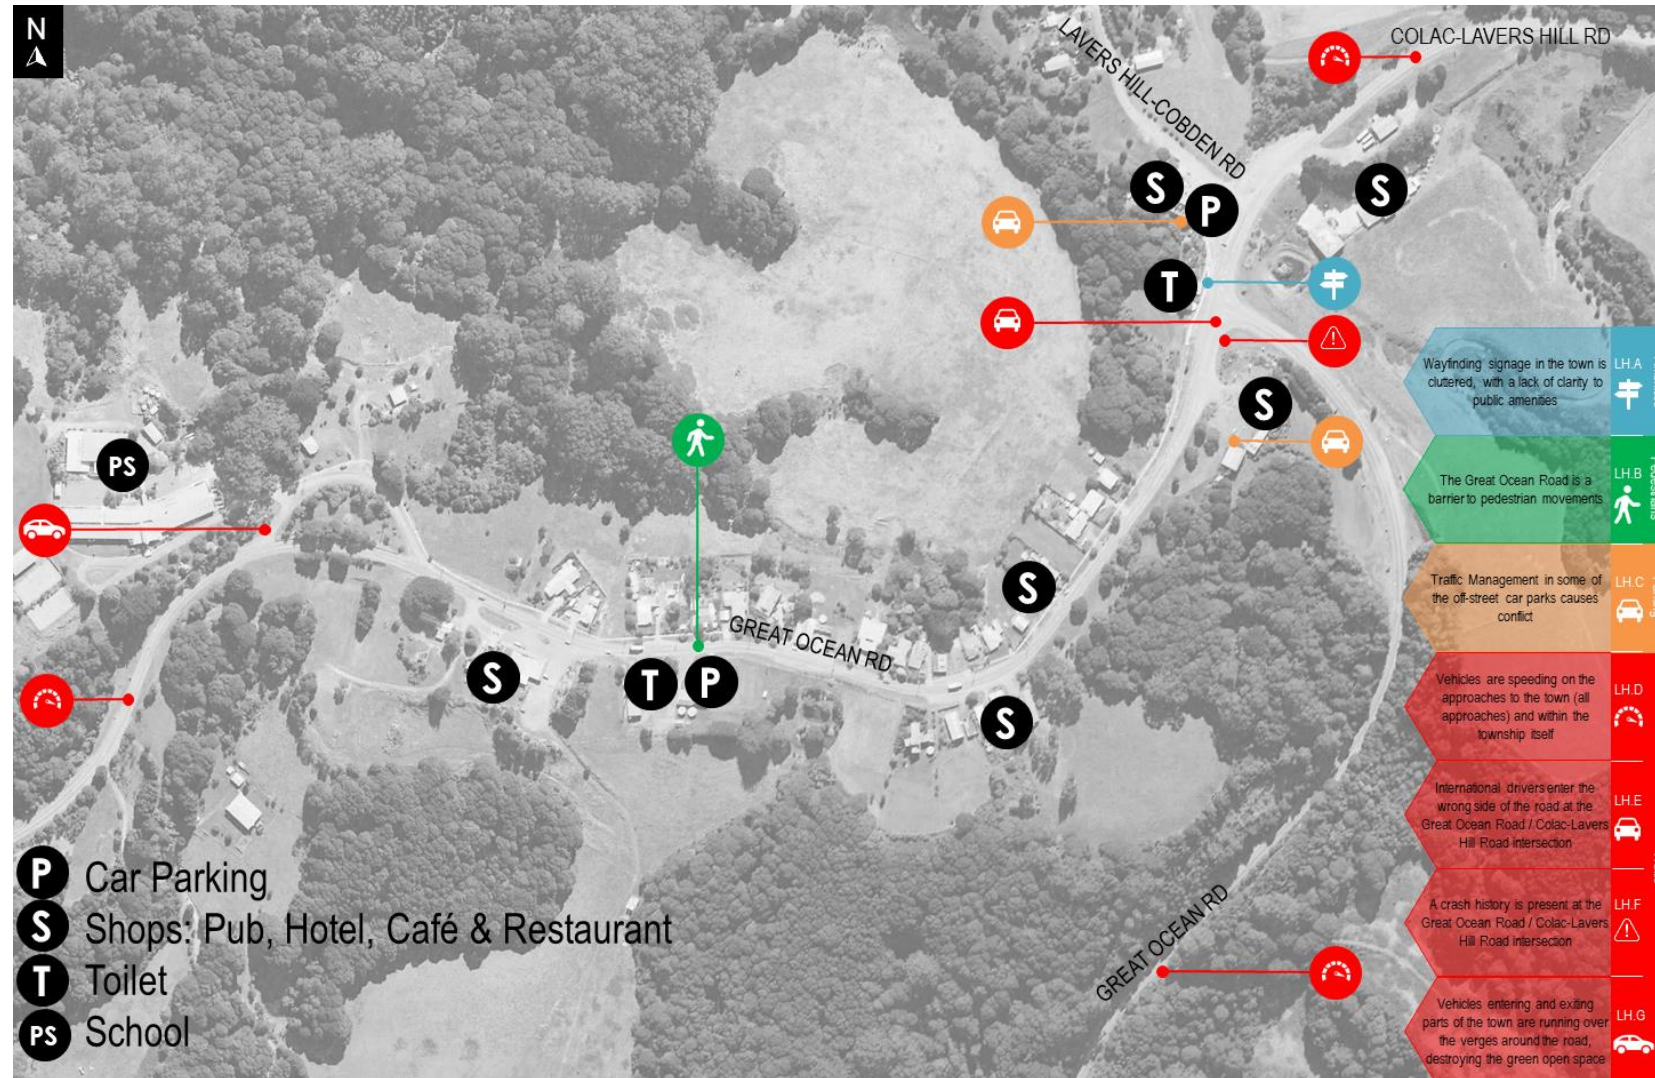 N
LAVERS HILL-COBDEN RD
COLAC-LAVERS HILL RD
S
P
S
T
S
PS
S
GREAT OCEAN RD
S
T
P
S
GREAT OCEAN RD
P Car Parking
S Shops: Pub, Hotel, Café & Restaurant
T Toilet
PS School
Wayfinding signage in the town is
cluttered, with a lack of clarity to
public amenities
LH.A
The Great Ocean Road is a
barrier to pedestrian movements
LH.B
Traffic Management in some of
the off-street car parks causes
conflict
LH.C
Vehicles are speeding on the
approaches to the town (all
approaches) and within the
township itself
LH.D
International drivers enter the
wrong side of the road at the
Great Ocean Road / Colac-Lavers
Hill Road intersection
LH.E
A crash history is present at the
Great Ocean Road / Colac-Lavers
Hill Road intersection
LH.F
Vehicles entering and exiting
parts of the town are running over
the verges around the road,
destroying the green open space
LH.G